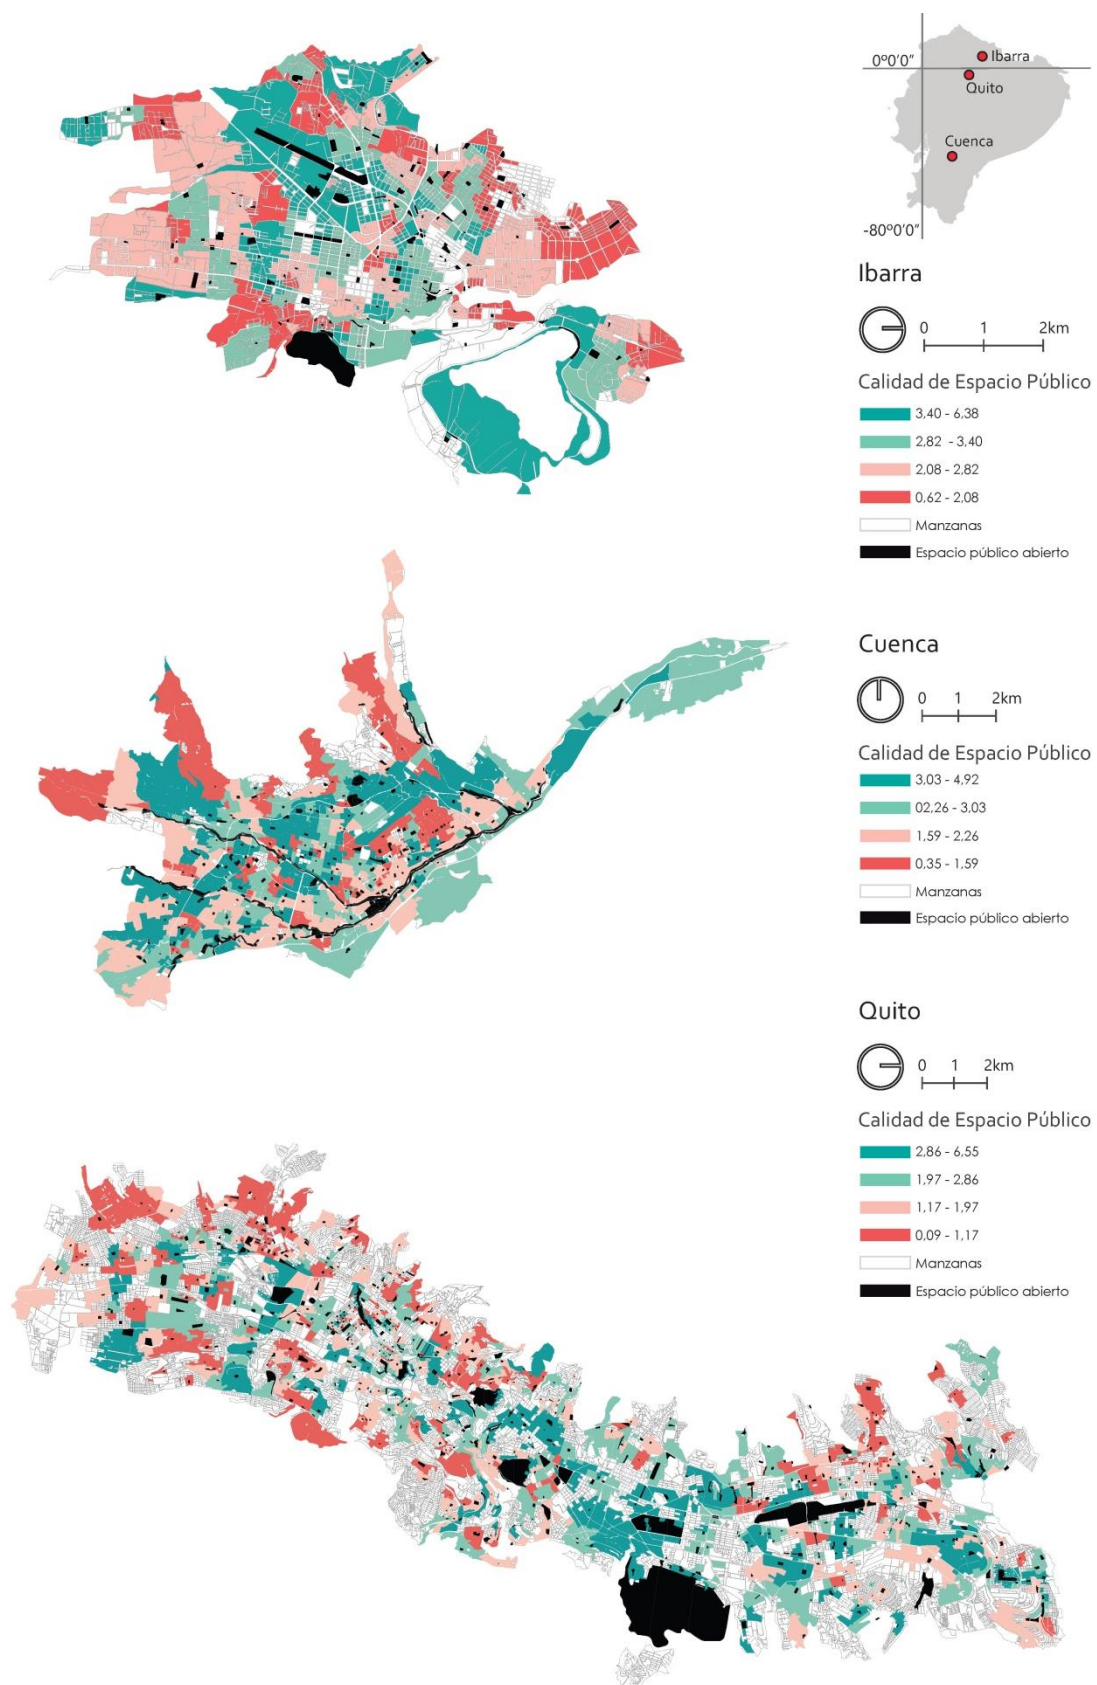 0º0'0"
Ibarra
Quito
Cuenca
-80º0'0"
Ibarra
0 1 2km
Calidad de Espacio Público
3,40 - 6,38
2,82 - 3,40
2,08 - 2,82
0,62 - 2,08
Manzanas
Espacio público abierto
Cuenca
0 1 2km
Calidad de Espacio Público
3,03 - 4,92
02,26 - 3,03
1,59 - 2,26
0,35 - 1,59
Manzanas
Espacio público abierto
Quito
0 1 2km
Calidad de Espacio Público
2,86 - 6,55
1,97 - 2,86
1,17 - 1,97
0,09 - 1,17
Manzanas
Espacio público abierto